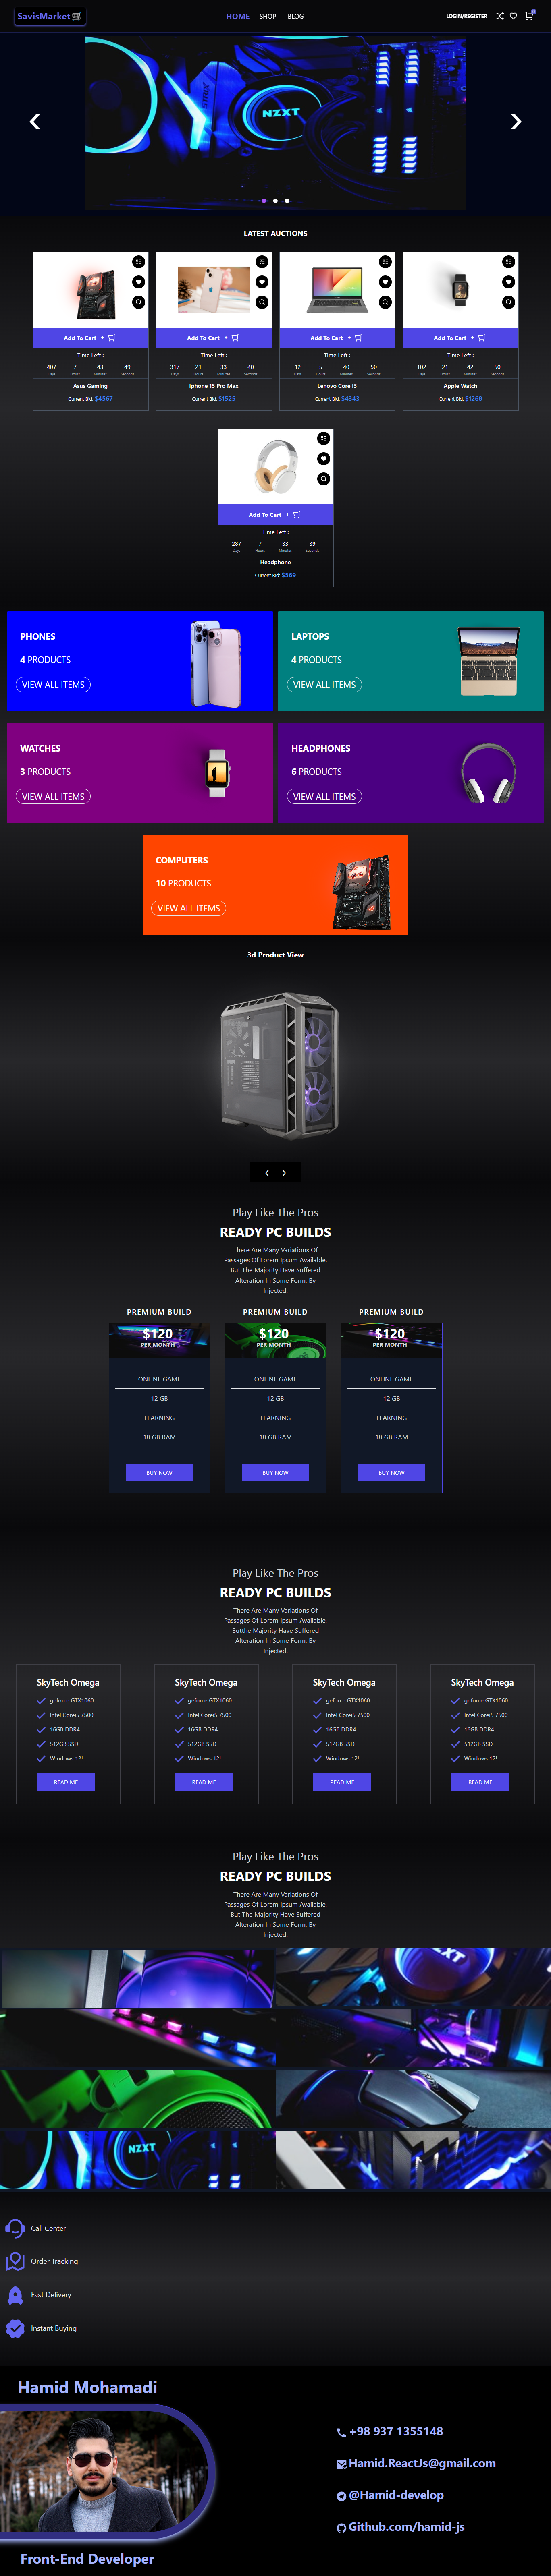 SavisMarket
HOME SHOP BLOG
LOGIN/REGISTER
NZXT
LATEST AUCTIONS
Add To Cart +
Time Left :
407 7 43 49
Days Hours Minutes Seconds
Asus Gaming
Current Bid: $4567
Add To Cart +
Time Left :
317 21 33 40
Days Hours Minutes Seconds
Iphone 15 Pro Max
Current Bid: $1525
Add To Cart +
Time Left :
12 5 40 50
Days Hours Minutes Seconds
Lenovo Core I3
Current Bid: $4343
Add To Cart +
Time Left :
102 21 42 50
Days Hours Minutes Seconds
Apple Watch
Current Bid: $1268
Add To Cart +
Time Left :
287 7 33 39
Days Hours Minutes Seconds
Headphone
Current Bid: $569
PHONES
4 PRODUCTS
VIEW ALL ITEMS
LAPTOPS
4 PRODUCTS
VIEW ALL ITEMS
WATCHES
3 PRODUCTS
VIEW ALL ITEMS
HEADPHONES
6 PRODUCTS
VIEW ALL ITEMS
COMPUTERS
10 PRODUCTS
VIEW ALL ITEMS
3d Product View
Play Like The Pros
READY PC BUILDS
There Are Many Variations Of
Passages Of Lorem Ipsum Available,
But The Majority Have Suffered
Alteration In Some Form, By
Injected.
PREMIUM BUILD
$120
PER MONTH
ONLINE GAME
12 GB
LEARNING
18 GB RAM
BUY NOW
PREMIUM BUILD
$120
PER MONTH
ONLINE GAME
12 GB
LEARNING
18 GB RAM
BUY NOW
PREMIUM BUILD
$120
PER MONTH
ONLINE GAME
12 GB
LEARNING
18 GB RAM
BUY NOW
Play Like The Pros
READY PC BUILDS
There Are Many Variations Of
Passages Of Lorem Ipsum Available,
Butthe Majority Have Suffered
Alteration In Some Form, By
Injected.
SkyTech Omega
geforce GTX1060
Intel Corei5 7500
16GB DDR4
512GB SSD
Windows 12!
READ ME
SkyTech Omega
geforce GTX1060
Intel Corei5 7500
16GB DDR4
512GB SSD
Windows 12!
READ ME
SkyTech Omega
geforce GTX1060
Intel Corei5 7500
16GB DDR4
512GB SSD
Windows 12!
READ ME
SkyTech Omega
geforce GTX1060
Intel Corei5 7500
16GB DDR4
512GB SSD
Windows 12!
READ ME
Play Like The Pros
READY PC BUILDS
There Are Many Variations Of
Passages Of Lorem Ipsum Available,
But The Majority Have Suffered
Alteration In Some Form, By
Injected.
NZXT
Call Center
Order Tracking
Fast Delivery
Instant Buying
Hamid Mohamadi
+98 937 1355148
Hamid.ReactJs@gmail.com
@Hamid-develop
Github.com/hamid-js
Front-End Developer